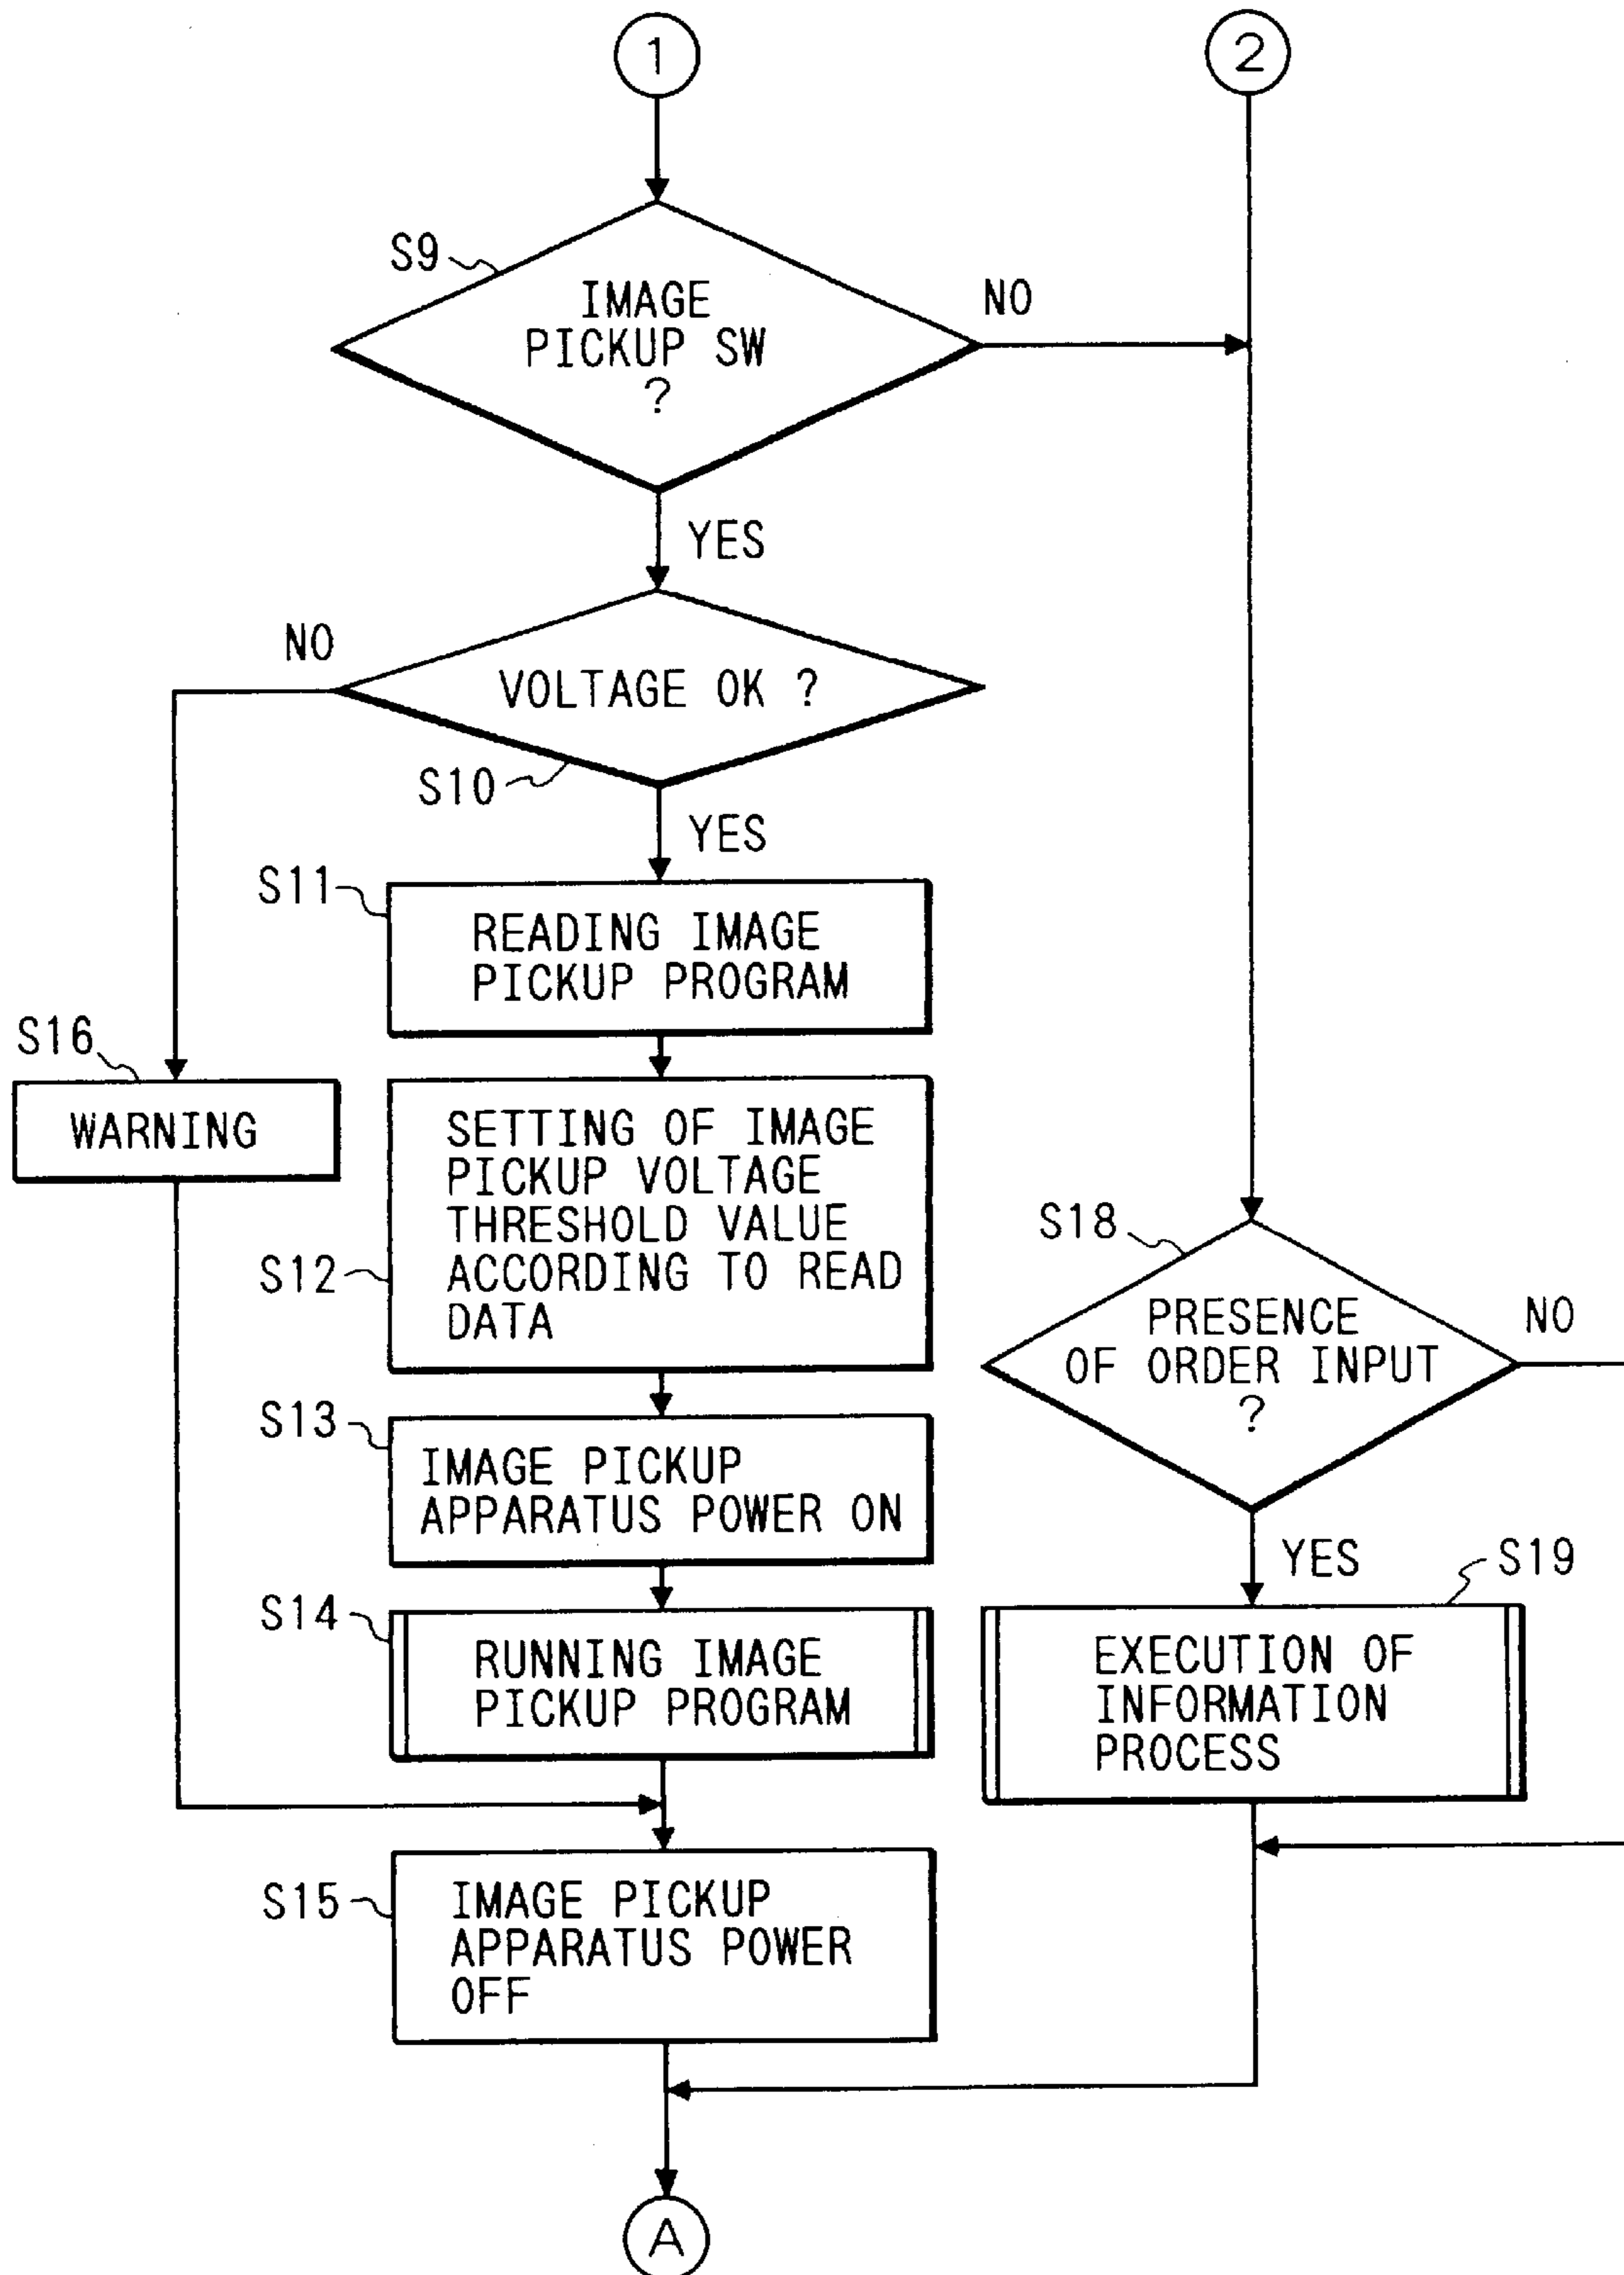 1
2
S9
IMAGE
PICKUP SW
?
NO
YES
NO
VOLTAGE OK ?
S10
YES
S11
READING IMAGE
PICKUP PROGRAM
S16
WARNING
S12
SETTING OF IMAGE
PICKUP VOLTAGE
THRESHOLD VALUE
ACCORDING TO READ
DATA
S18
PRESENCE
OF ORDER INPUT
?
NO
S13
IMAGE PICKUP
APPARATUS POWER ON
YES
S19
S14
RUNNING IMAGE
PICKUP PROGRAM
EXECUTION OF
INFORMATION
PROCESS
S15
IMAGE PICKUP
APPARATUS POWER
OFF
A